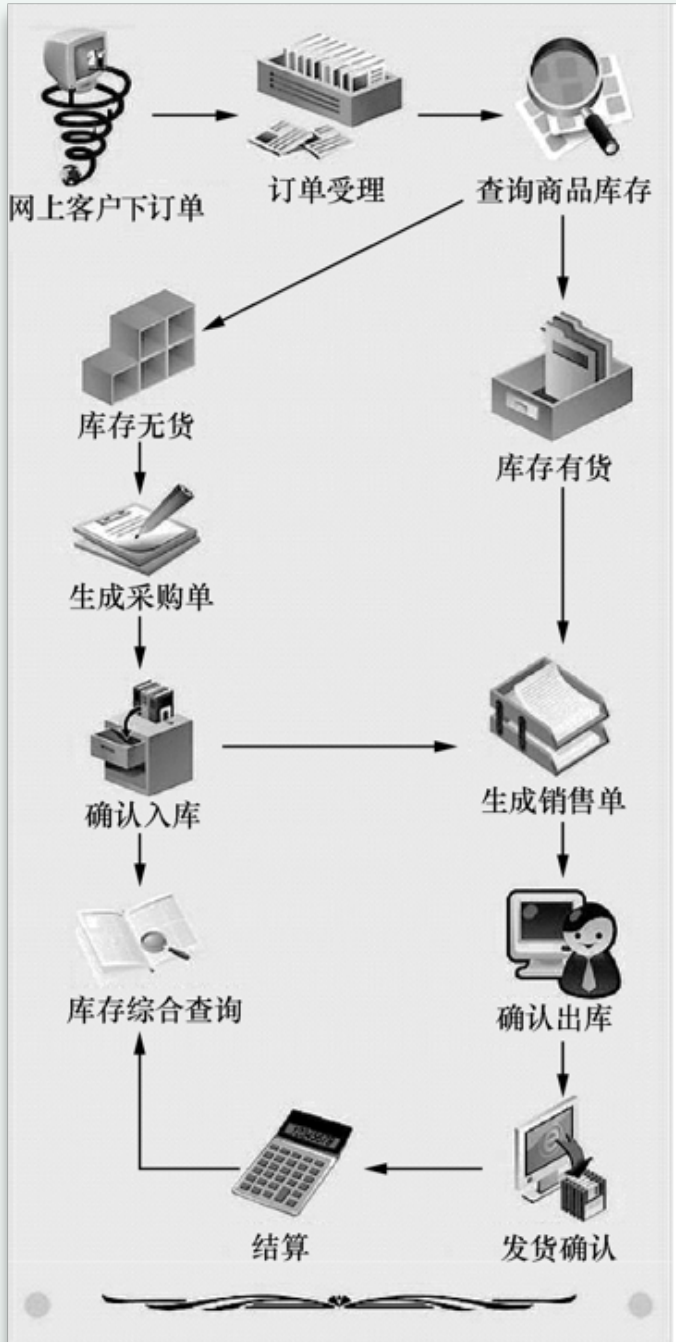 网上客户下订单
订单受理
查询商品库存
库存无货
库存有货
生成采购单
生成销售单
确认入库
库存综合查询
确认出库
结算
发货确认